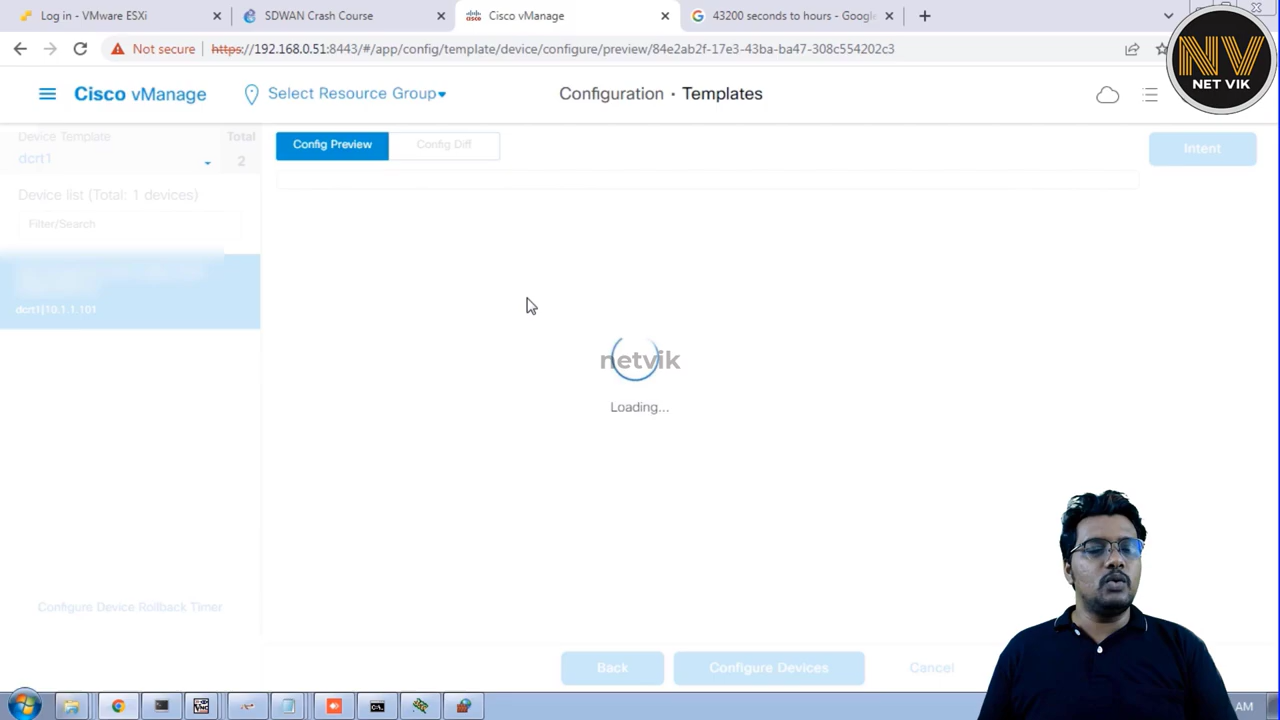 Log in - VMware ESXi
SDWAN Crash Course
Cisco vManage
43200 seconds to hours - Google
Not secure
https://192.168.0.51:8443/#/app/config/template/device/configure/preview/84e2ab2f-17e3-43ba-ba47-308c554202c3
NV
NET VIK
Cisco vManage
Select Resource Group
Configuration · Templates
Device Template
Total
dcrt1
2
Config Preview
Config Diff
Intent
Device list (Total: 1 devices)
Filter/Search
dcrt1|10.1.1.101
netvik
Loading...
Configure Device Rollback Timer
Back
Configure Devices
Cancel
AM